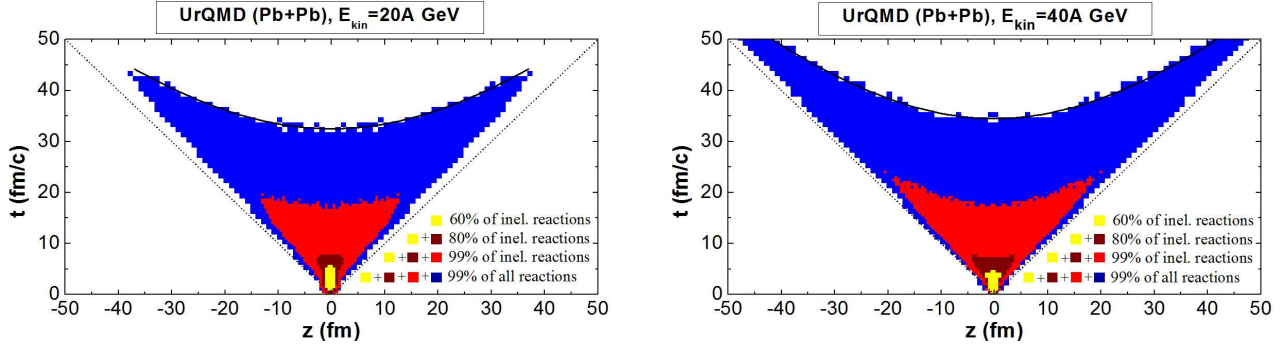 UrQMD (Pb+Pb), E_kin=20A GeV
50
40
30
20
10
0
t (fm/c)
60% of inel. reactions
+ 80% of inel. reactions
+ + 99% of inel. reactions
+ + + 99% of all reactions
-50 -40 -30 -20 -10 0 10 20 30 40 50
z (fm)
UrQMD (Pb+Pb), E_kin=40A GeV
50
40
30
20
10
0
t (fm/c)
60% of inel. reactions
+ 80% of inel. reactions
+ + 99% of inel. reactions
+ + + 99% of all reactions
-50 -40 -30 -20 -10 0 10 20 30 40 50
z (fm)